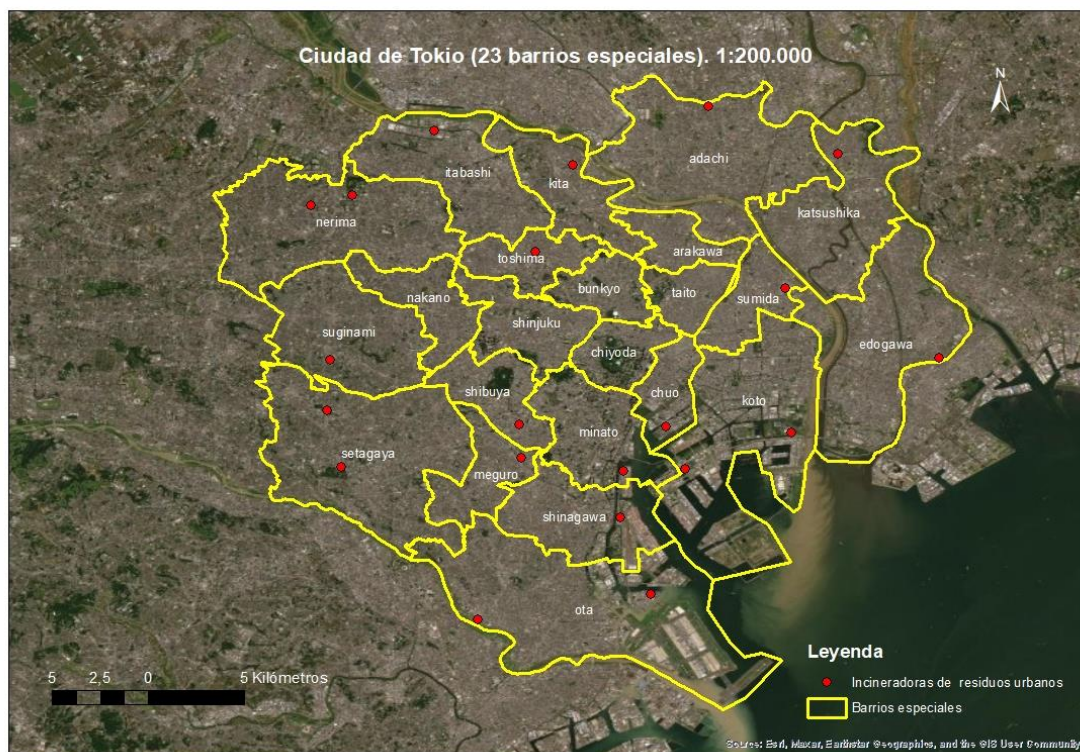 Ciudad de Tokio (23 barrios especiales). 1:200.000
N
adachi
itabashi
kita
katsushika
nerima
arakawa
toshima
bunkyo
taito
nakano
sumida
shinjuku
suginami
chiyoda
edogawa
shibuya
chuo
koto
minato
setagaya
meguro
shinagawa
ota
Leyenda
5 2,5 0 5 Kilómetros
Incineradoras de residuos urbanos
Barrios especiales
Source: Esri, Maxar, Earthstar Geographics, and the GIS User Community